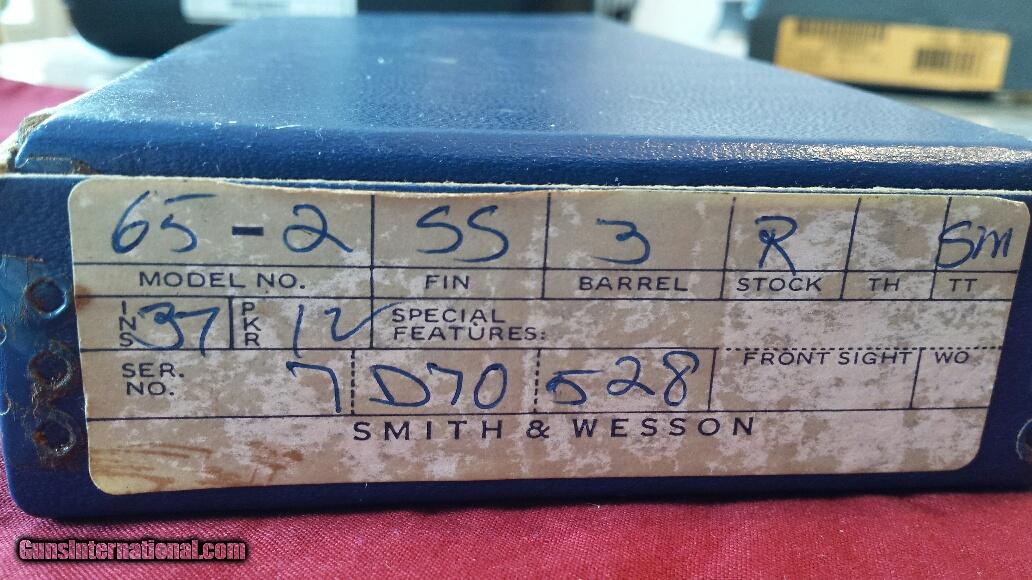 65-2 SS 3 R Sm
MODEL NO. FIN BARREL STOCK TH TT
INS 37 PKR 12 SPECIAL FEATURES:
SER. NO. 7D70 528 FRONT SIGHT WO
SMITH & WESSON
GunsInternational.com